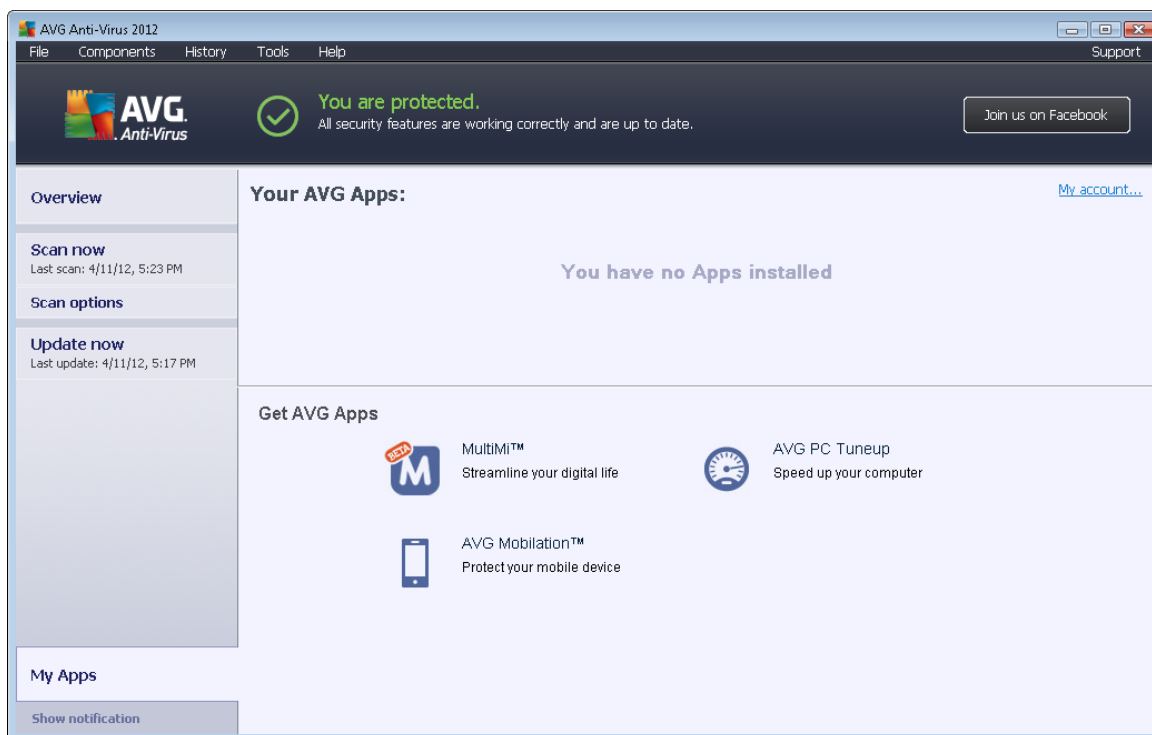 AVG Anti-Virus 2012
File Components History Tools Help Support
AVG.
Anti-Virus
You are protected.
All security features are working correctly and are up to date.
Join us on Facebook
Overview
Scan now
Last scan: 4/11/12, 5:23 PM
Scan options
Update now
Last update: 4/11/12, 5:17 PM
My Apps
Show notification
Your AVG Apps:
My account...
You have no Apps installed
Get AVG Apps
BETA
M
MultiMi™
Streamline your digital life
AVG PC Tuneup
Speed up your computer
AVG Mobilation™
Protect your mobile device